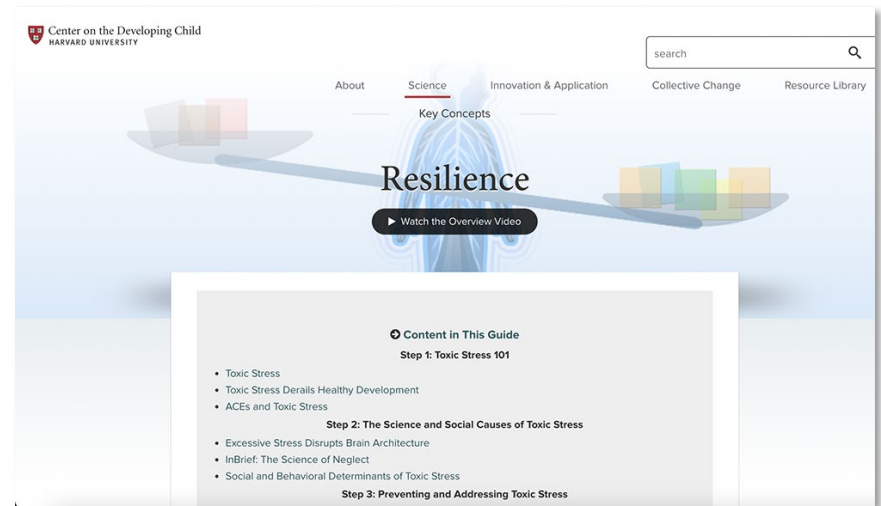 Center on the Developing Child
HARVARD UNIVERSITY
search
About Science Innovation & Application Collective Change Resource Library
Key Concepts
Resilience
Watch the Overview Video
Content in This Guide
Step 1: Toxic Stress 101
• Toxic Stress
• Toxic Stress Derails Healthy Development
• ACEs and Toxic Stress
Step 2: The Science and Social Causes of Toxic Stress
• Excessive Stress Disrupts Brain Architecture
• InBrief: The Science of Neglect
• Social and Behavioral Determinants of Toxic Stress
Step 3: Preventing and Addressing Toxic Stress